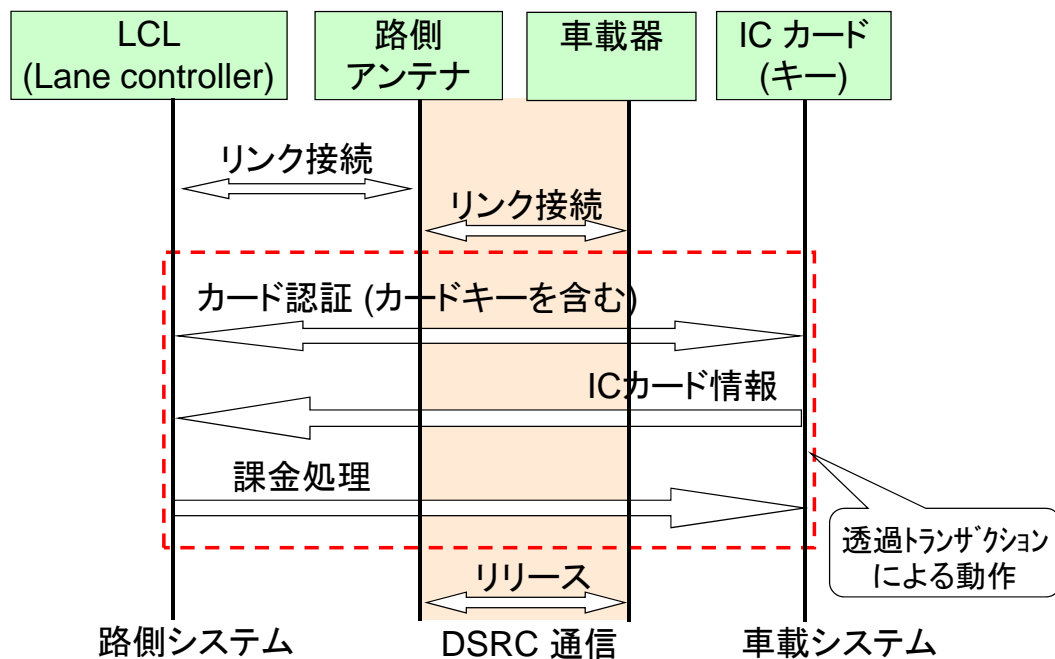 LCL
(Lane controller)
路側
アンテナ
車載器
IC カード
(キー)
リンク接続
リンク接続
カード認証 (カードキーを含む)
ICカード情報
課金処理
透過ﾄﾗﾝｻﾞｸｼｮﾝ
による動作
リリース
路側システム
DSRC 通信
車載システム